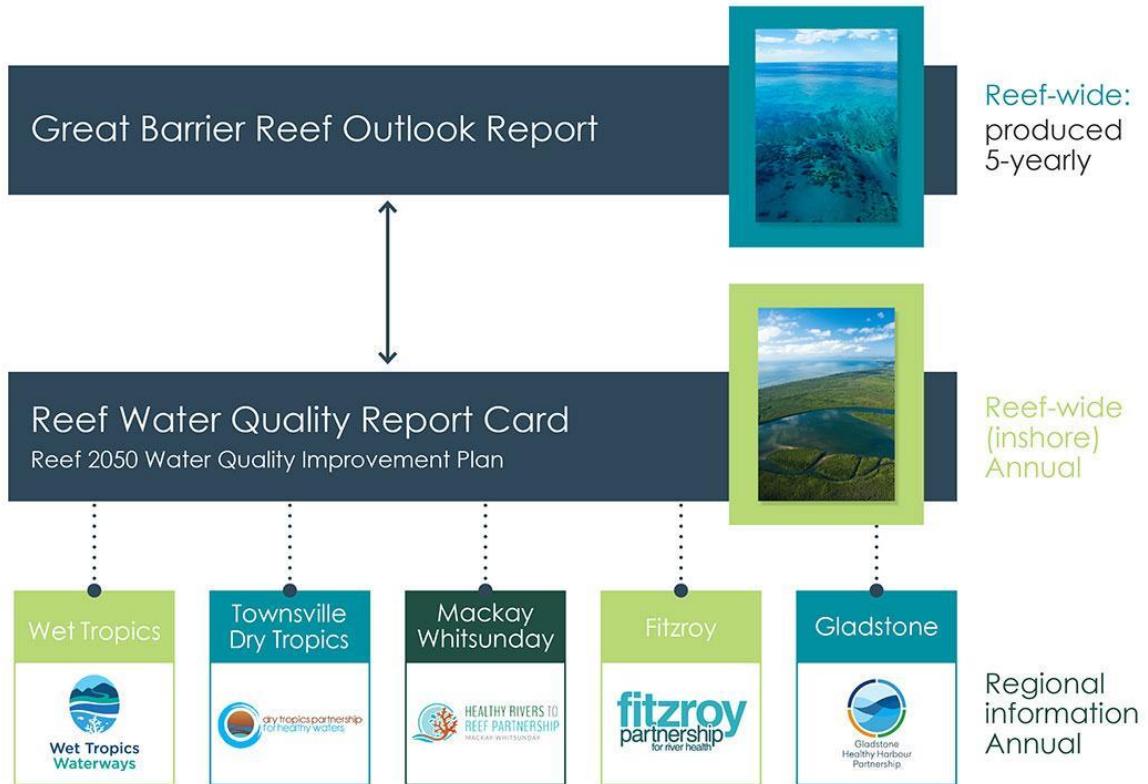 Great Barrier Reef Outlook Report
Reef-wide:
produced
5-yearly
Reef Water Quality Report Card
Reef 2050 Water Quality Improvement Plan
Reef-wide
(inshore)
Annual
Wet Tropics
Townsville
Dry Tropics
Mackay
Whitsunday
Fitzroy
Gladstone
Wet Tropics
Waterways
dry tropics partnership
for healthy waters
HEALTHY RIVERS TO
REEF PARTNERSHIP
MACKAY WHITSUNDAY
fitzroy
partnership
for river health
Gladstone
Healthy Harbour
Partnership
Regional
information
Annual